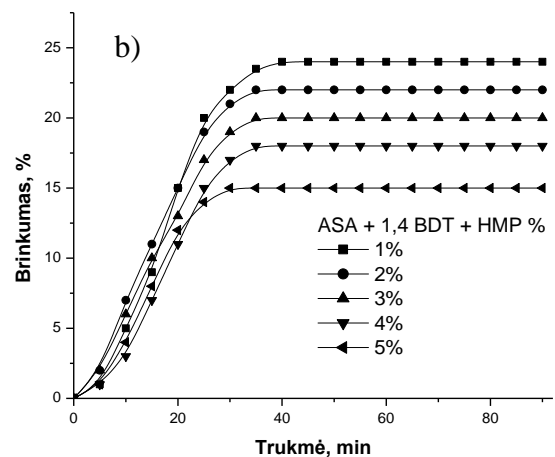 b)
Brinkumas, %
25
20
15
10
5
0
ASA + 1,4 BDT + HMP %
1%
2%
3%
4%
5%
0 20 40 60 80
Trukmė, min